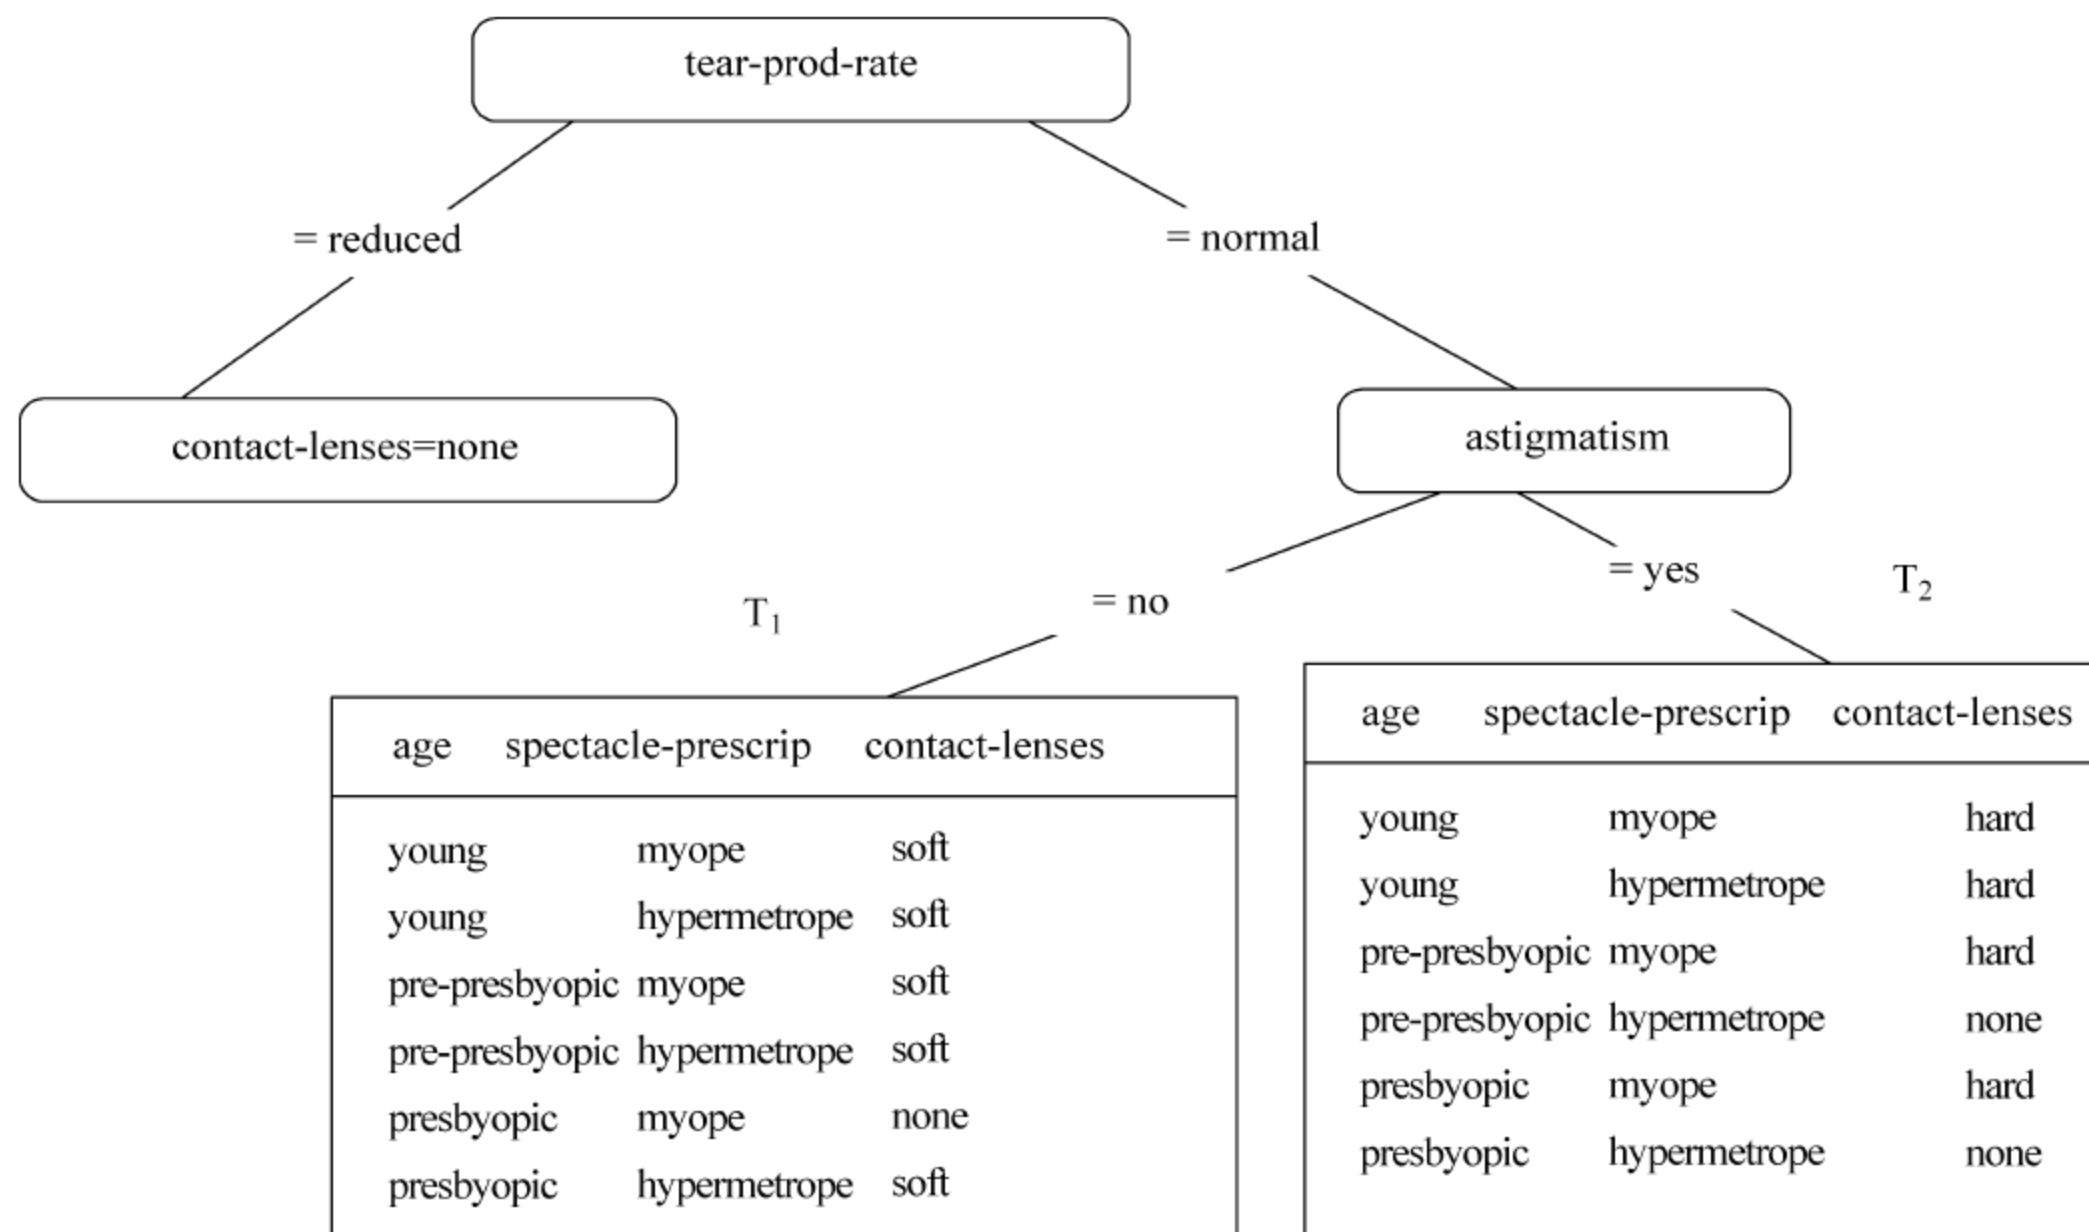 tear-prod-rate
= reduced
= normal
contact-lenses=none
astigmatism
= no
= yes
T1
T2
age spectacle-prescrip contact-lenses
young myope soft
young hypermetrope soft
pre-presbyopic myope soft
pre-presbyopic hypermetrope soft
presbyopic myope none
presbyopic hypermetrope soft
age spectacle-prescrip contact-lenses
young myope hard
young hypermetrope hard
pre-presbyopic myope hard
pre-presbyopic hypermetrope none
presbyopic myope hard
presbyopic hypermetrope none